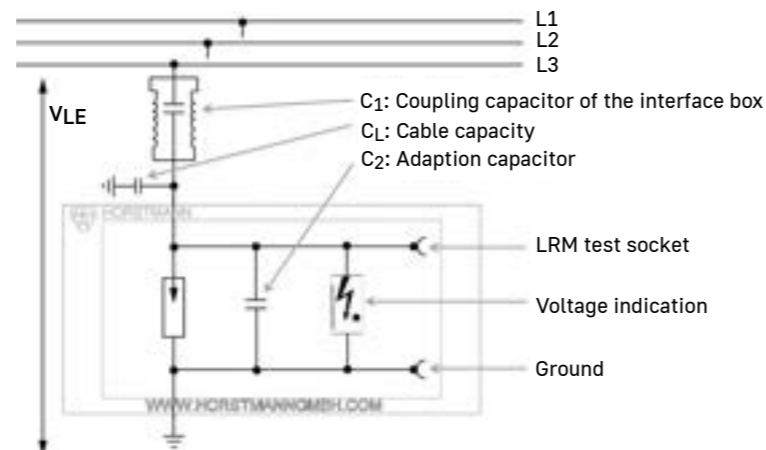 L1
L2
L3
VLE
C1: Coupling capacitor of the interface box
CL: Cable capacity
C2: Adaption capacitor
HORSTMANN
LRM test socket
Voltage indication
Ground
WWW.HORSTMANNGMBH.COM